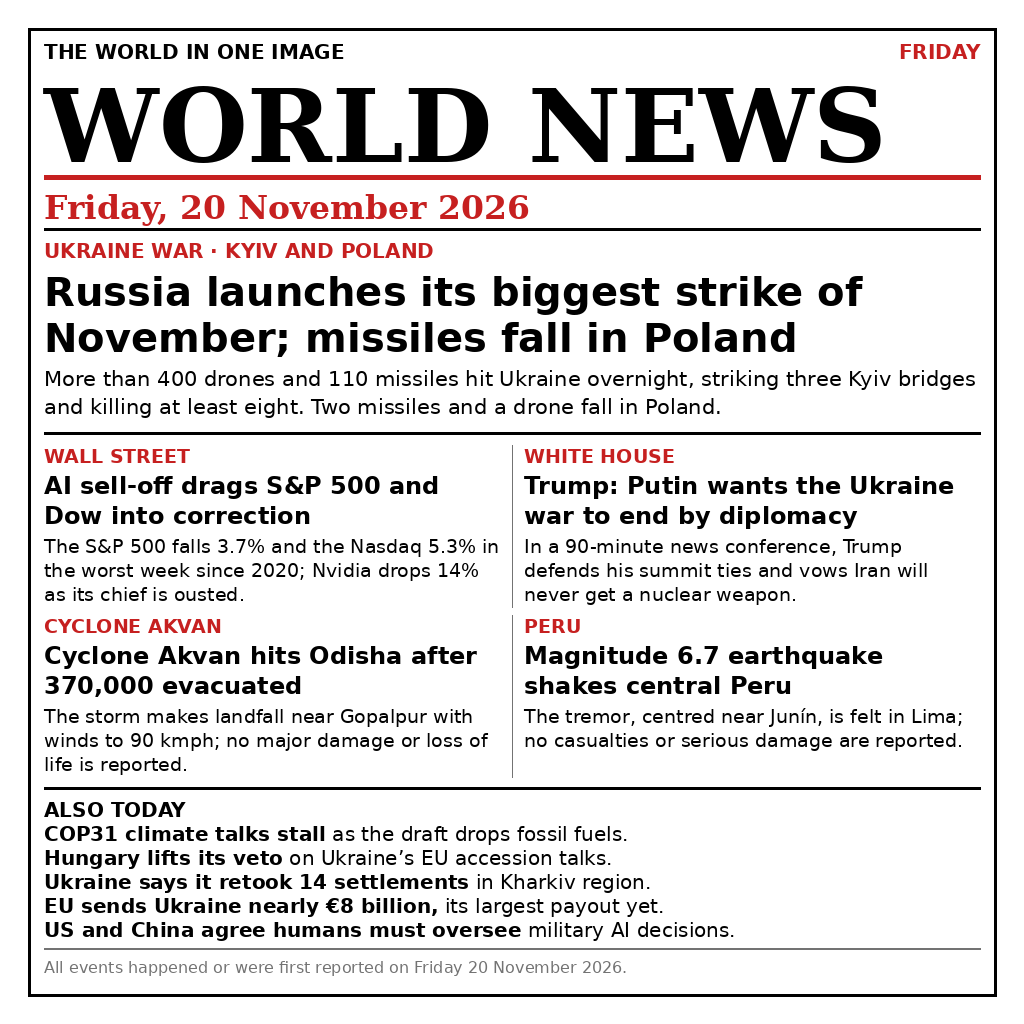 THE WORLD IN ONE IMAGE
FRIDAY
WORLD NEWS
Friday, 20 November 2026
UKRAINE WAR · KYIV AND POLAND
Russia launches its biggest strike of
November; missiles fall in Poland
More than 400 drones and 110 missiles hit Ukraine overnight, striking three Kyiv bridges
and killing at least eight. Two missiles and a drone fall in Poland.
WALL STREET
AI sell-off drags S&P 500 and
Dow into correction
The S&P 500 falls 3.7% and the Nasdaq 5.3% in
the worst week since 2020; Nvidia drops 14%
as its chief is ousted.
WHITE HOUSE
Trump: Putin wants the Ukraine
war to end by diplomacy
In a 90-minute news conference, Trump
defends his summit ties and vows Iran will
never get a nuclear weapon.
CYCLONE AKVAN
Cyclone Akvan hits Odisha after
370,000 evacuated
The storm makes landfall near Gopalpur with
winds to 90 kmph; no major damage or loss of
life is reported.
PERU
Magnitude 6.7 earthquake
shakes central Peru
The tremor, centred near Junín, is felt in Lima;
no casualties or serious damage are reported.
ALSO TODAY
COP31 climate talks stall as the draft drops fossil fuels.
Hungary lifts its veto on Ukraine’s EU accession talks.
Ukraine says it retook 14 settlements in Kharkiv region.
EU sends Ukraine nearly €8 billion, its largest payout yet.
US and China agree humans must oversee military AI decisions.
All events happened or were first reported on Friday 20 November 2026.